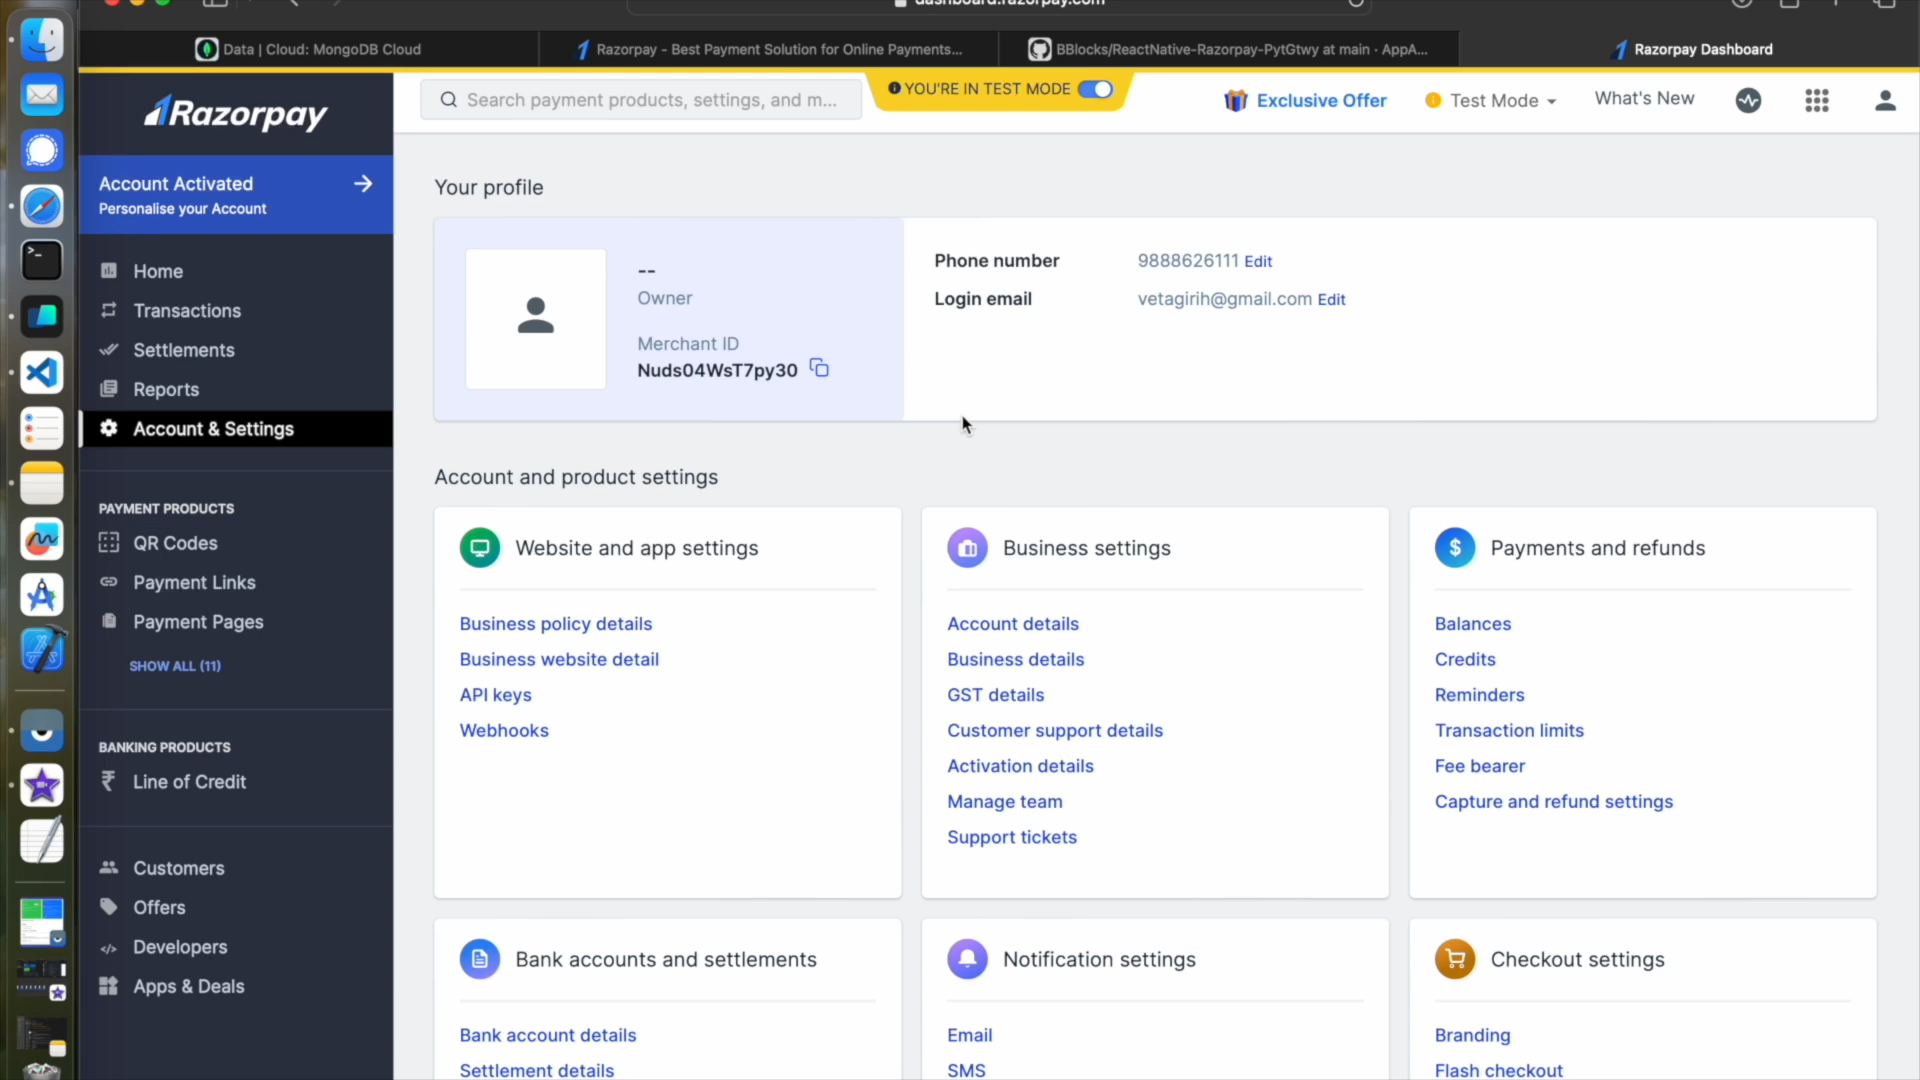 dashboard.razorpay.com
Data | Cloud: MongoDB Cloud
Razorpay - Best Payment Solution for Online Payments...
BBlocks/ReactNative-Razorpay-PytGtwy at main · AppA...
Razorpay Dashboard
Razorpay
Search payment products, settings, and m...
YOU'RE IN TEST MODE
Exclusive Offer
Test Mode
What's New
Account Activated
Personalise your Account
Home
Transactions
Settlements
Reports
Account & Settings
PAYMENT PRODUCTS
QR Codes
Payment Links
Payment Pages
SHOW ALL (11)
BANKING PRODUCTS
Line of Credit
Customers
Offers
Developers
Apps & Deals
Your profile
--
Owner
Merchant ID
Nuds04WsT7py30
Phone number 9888626111 Edit
Login email vetagirih@gmail.com Edit
Account and product settings
Website and app settings
Business policy details
Business website detail
API keys
Webhooks
Business settings
Account details
Business details
GST details
Customer support details
Activation details
Manage team
Support tickets
Payments and refunds
Balances
Credits
Reminders
Transaction limits
Fee bearer
Capture and refund settings
Bank accounts and settlements
Bank account details
Settlement details
Notification settings
Email
SMS
Checkout settings
Branding
Flash checkout